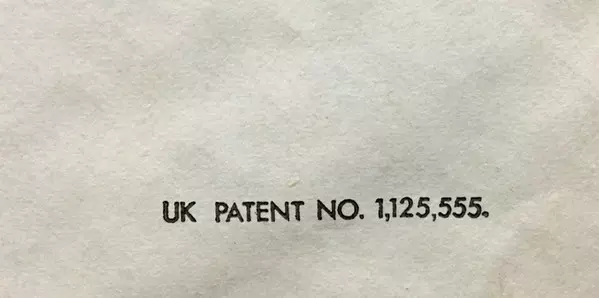 UK PATENT NO. 1,125,555.